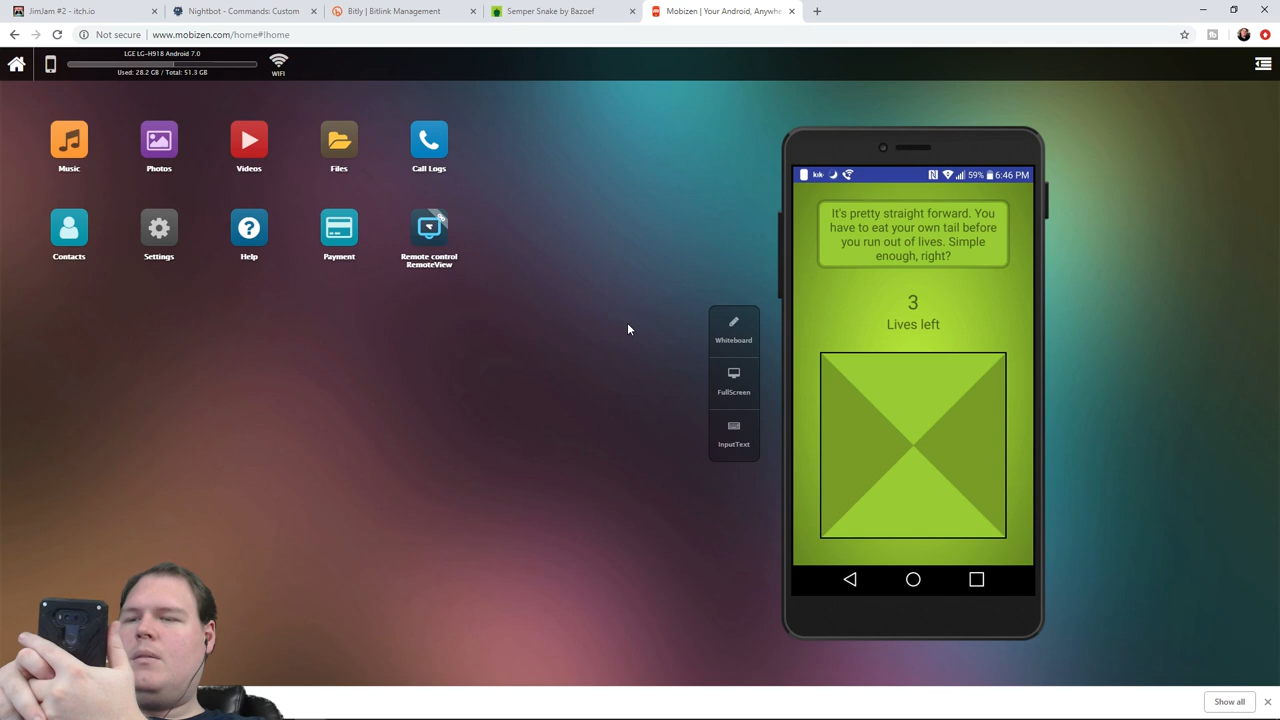 JimJam #2 - itch.io
Nightbot - Commands: Custom
Bitly | Bitlink Management
Semper Snake by Bazoef
Mobizen | Your Android, Anywhe
Not secure
www.mobizen.com/home#!home
LGE LG-H918 Android 7.0
Used: 28.2 GB / Total: 51.3 GB
WIFI
Music
Photos
Videos
Files
Call Logs
Contacts
Settings
Help
Payment
Remote control
RemoteView
Whiteboard
FullScreen
InputText
kik
59%
6:46 PM
It's pretty straight forward. You
have to eat your own tail before
you run out of lives. Simple
enough, right?
3
Lives left
Show all